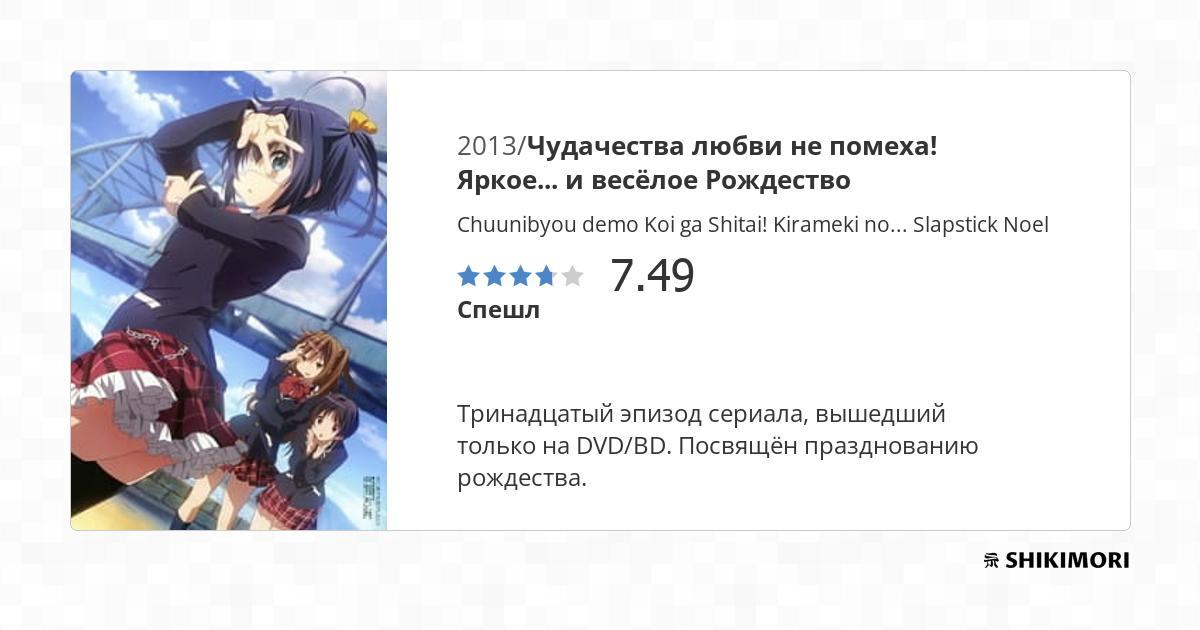 2013/Чудачества любви не помеха!
Яркое... и весёлое Рождество
Chuunibyou demo Koi ga Shitai! Kirameki no... Slapstick Noel
7.49
Спешл
Тринадцатый эпизод сериала, вышедший
только на DVD/BD. Посвящён празднованию
рождества.
SHIKIMORI